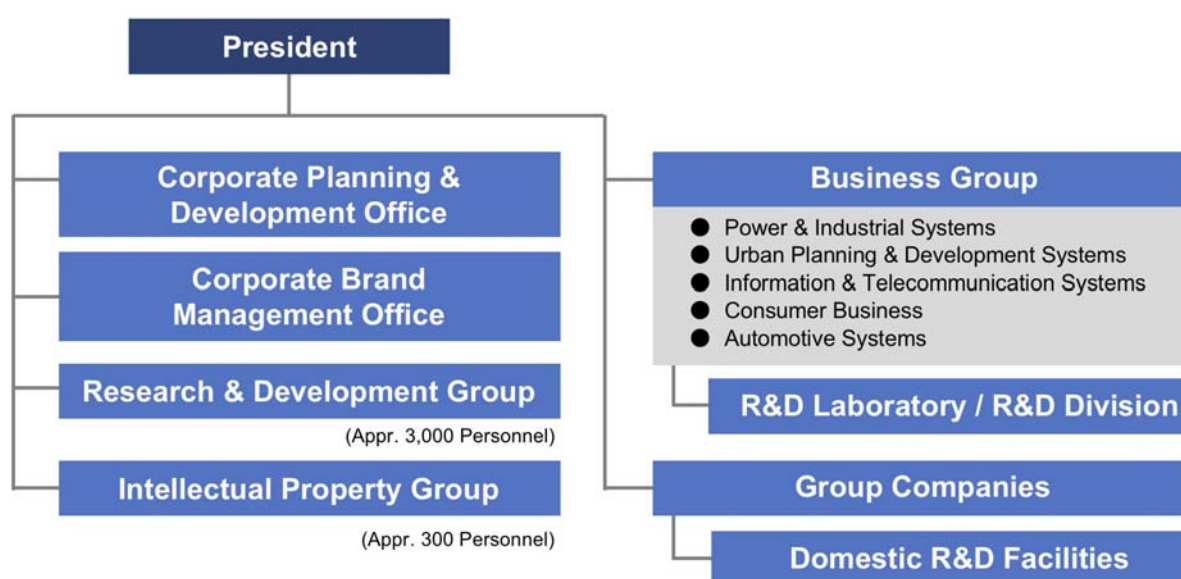 President
Corporate Planning &
Development Office
Corporate Brand
Management Office
Research & Development Group
(Appr. 3,000 Personnel)
Intellectual Property Group
(Appr. 300 Personnel)
Business Group
● Power & Industrial Systems
● Urban Planning & Development Systems
● Information & Telecommunication Systems
● Consumer Business
● Automotive Systems
R&D Laboratory / R&D Division
Group Companies
Domestic R&D Facilities